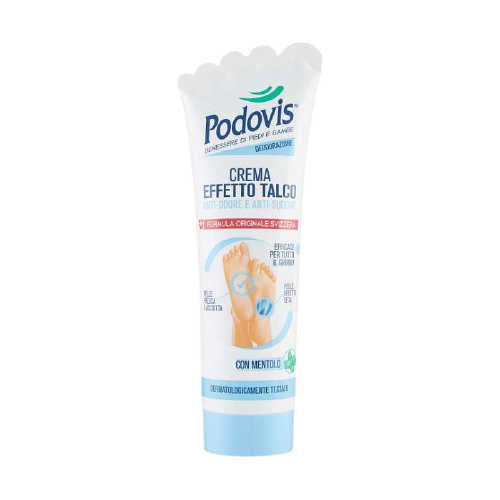 Podovis®
BENESSERE DI PIEDI E GAMBE
DEODORAZIONE
CREMA
EFFETTO TALCO
ANTI-ODORE E ANTI-SUDORE
FORMULA ORIGINALE SVIZZERA
EFFICACE
PER TUTTO
IL GIORNO
PELLE
FRESCA
E ASCIUTTA
PELLE
EFFETTO
SETA
CON MENTOLO
DERMATOLOGICAMENTE TESTATO